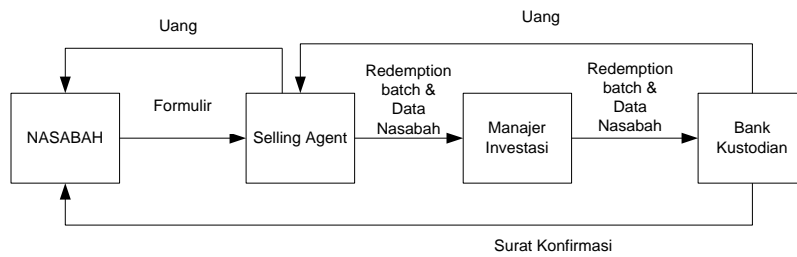 Uang
Uang
Redemption
batch &
Data
Nasabah
Redemption
batch &
Data
Nasabah
Formulir
NASABAH
Selling Agent
Manajer
Investasi
Bank
Kustodian
Surat Konfirmasi